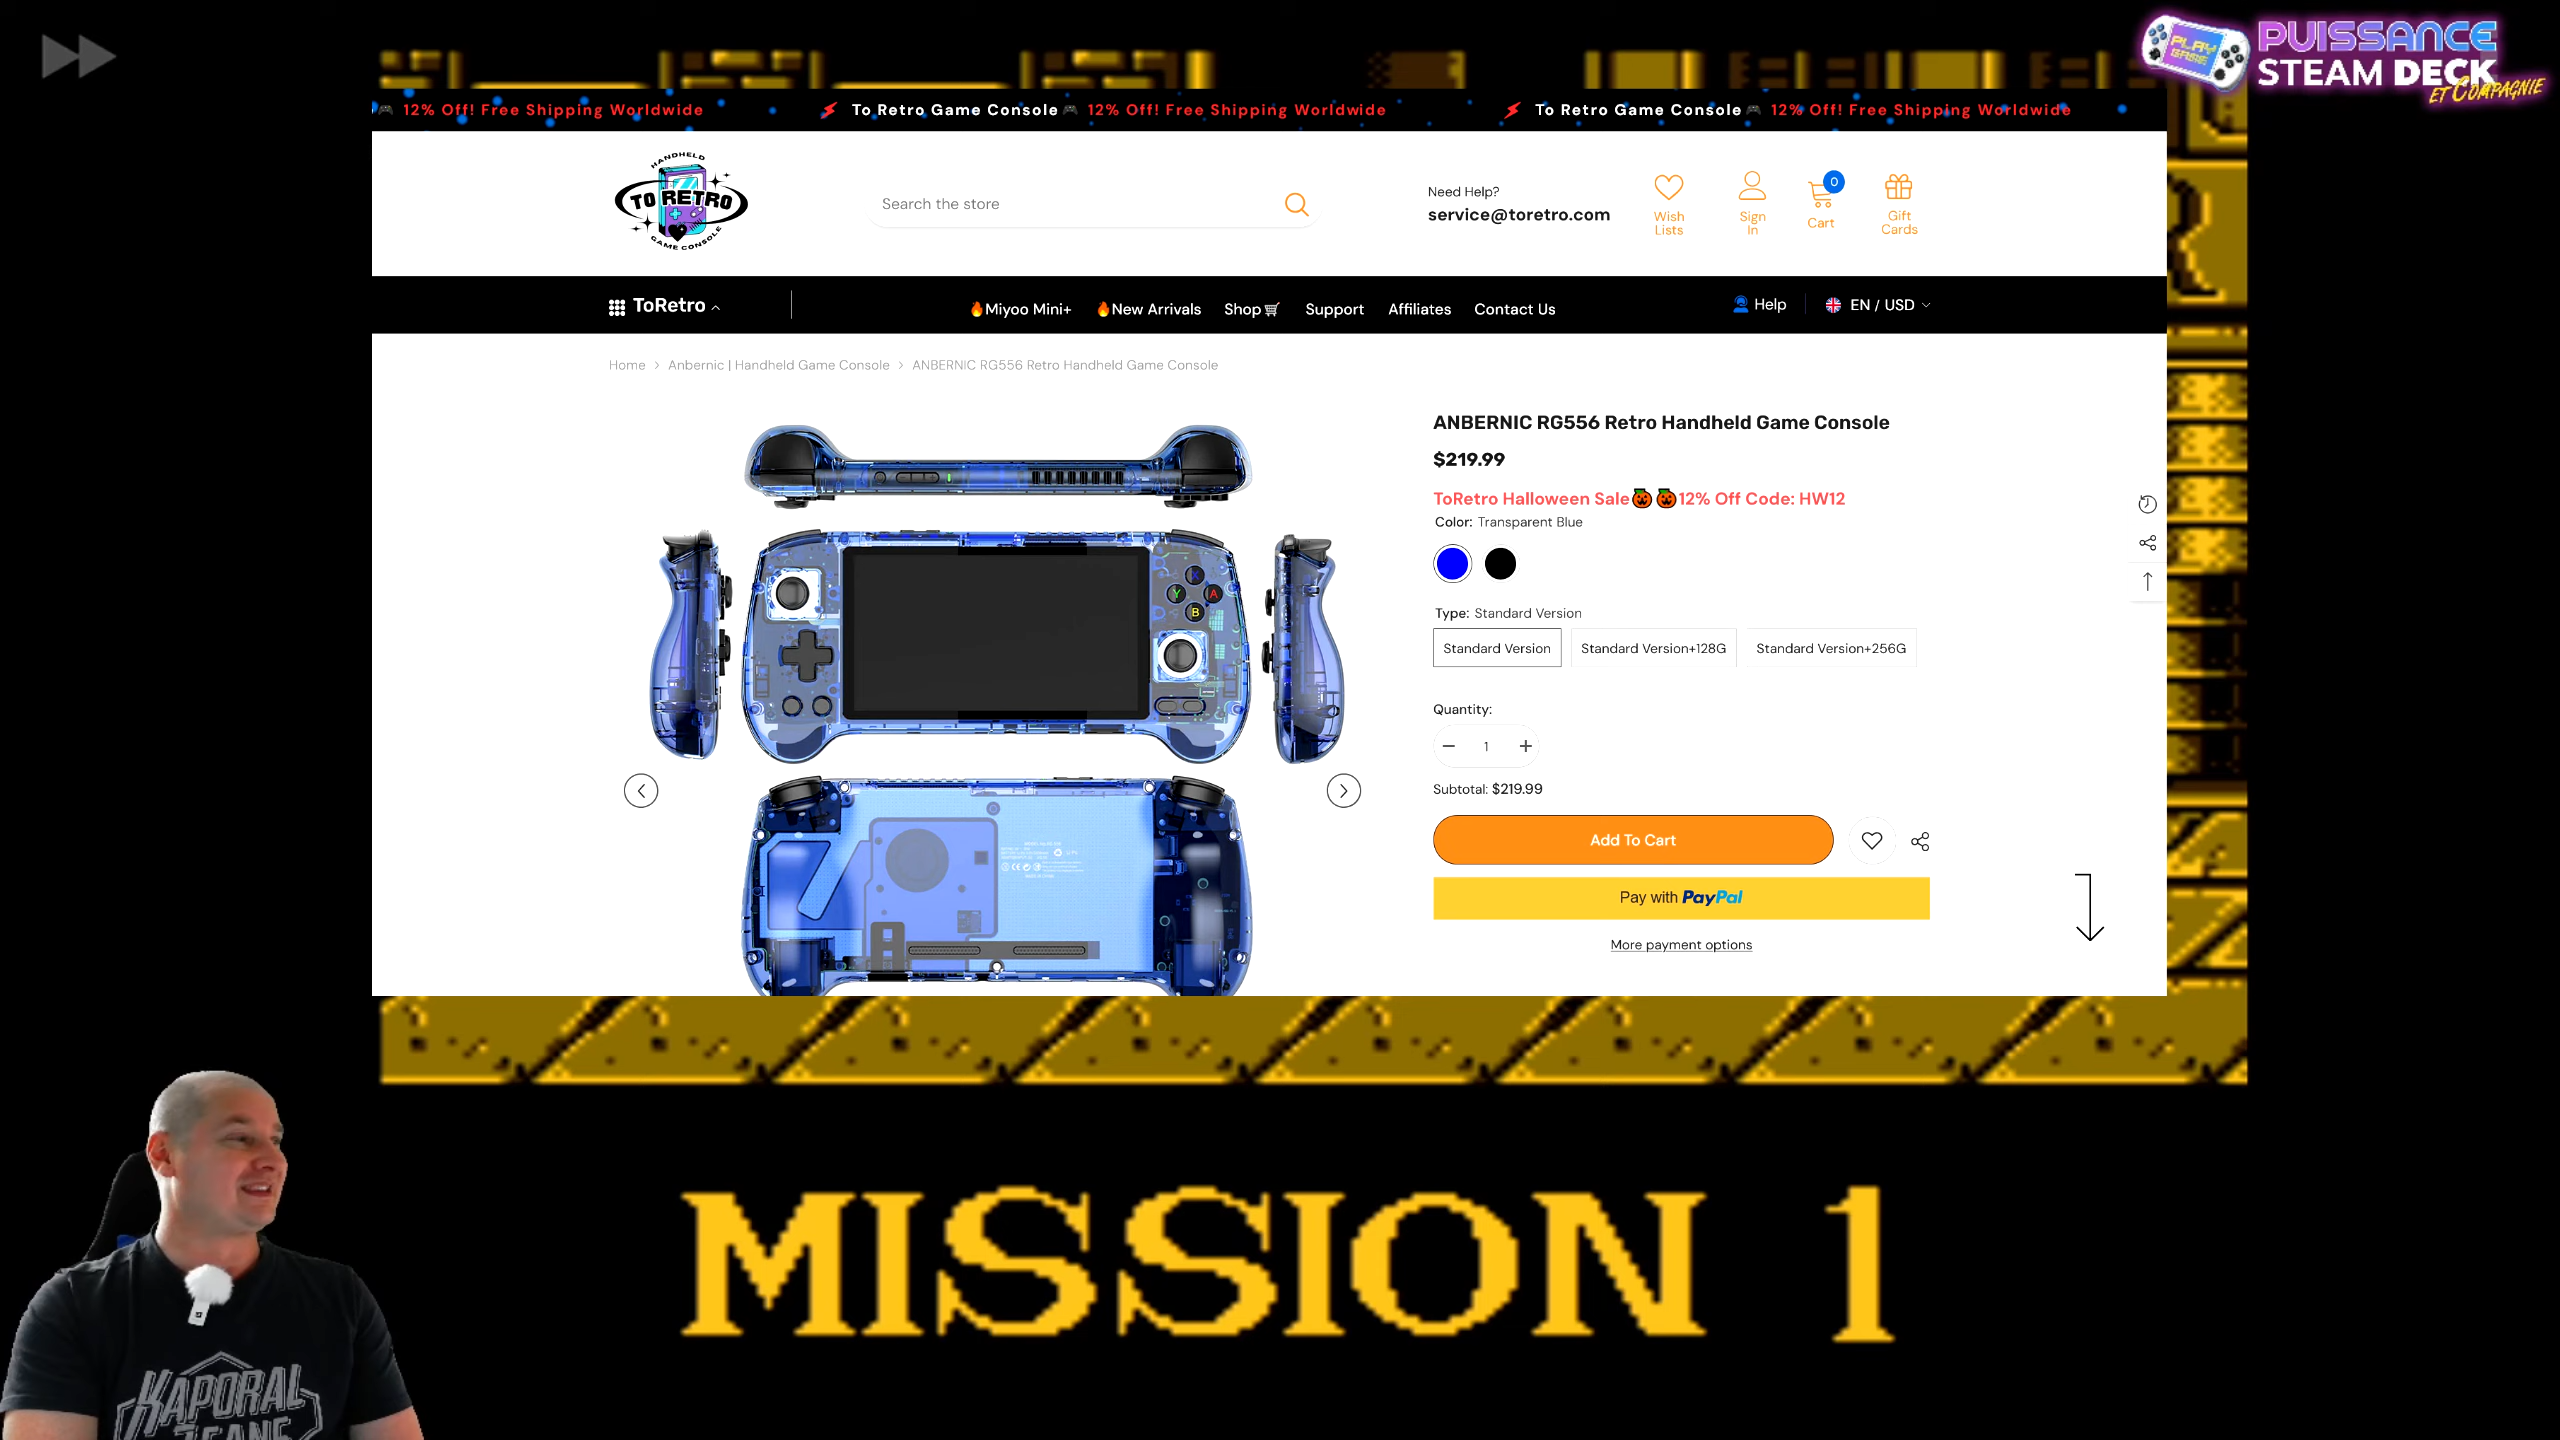 PUISSANCE
STEAM DECK
ET COMPAGNIE
PLAY
GAME
12% Off! Free Shipping Worldwide
To Retro Game Console 🎮 12% Off! Free Shipping Worldwide
To Retro Game Console 🎮 12% Off! Free Shipping Worldwide
HANDHELD
TO RETRO
GAME CONSOLE
Search the store
Need Help?
service@toretro.com
Wish
Lists
Sign
In
0
Cart
Gift
Cards
ToRetro
🔥Miyoo Mini+
🔥New Arrivals
Shop🛒
Support
Affiliates
Contact Us
Help
EN / USD
Home > Anbernic | Handheld Game Console > ANBERNIC RG556 Retro Handheld Game Console
ANBERNIC RG556 Retro Handheld Game Console
$219.99
ToRetro Halloween Sale🎃🎃12% Off Code: HW12
Color: Transparent Blue
Type: Standard Version
Standard Version
Standard Version+128G
Standard Version+256G
Quantity:
− 1 +
Subtotal: $219.99
Add To Cart
Pay with PayPal
More payment options
X
Y
A
B
MISSION 1
KAPORAL
JEANS